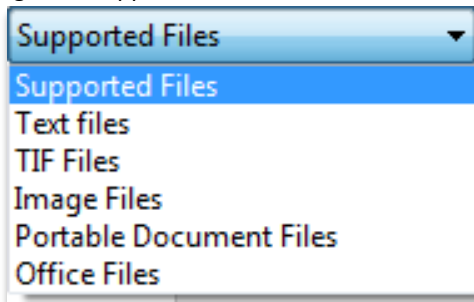 Supported Files
Supported Files
Text files
TIF Files
Image Files
Portable Document Files
Office Files